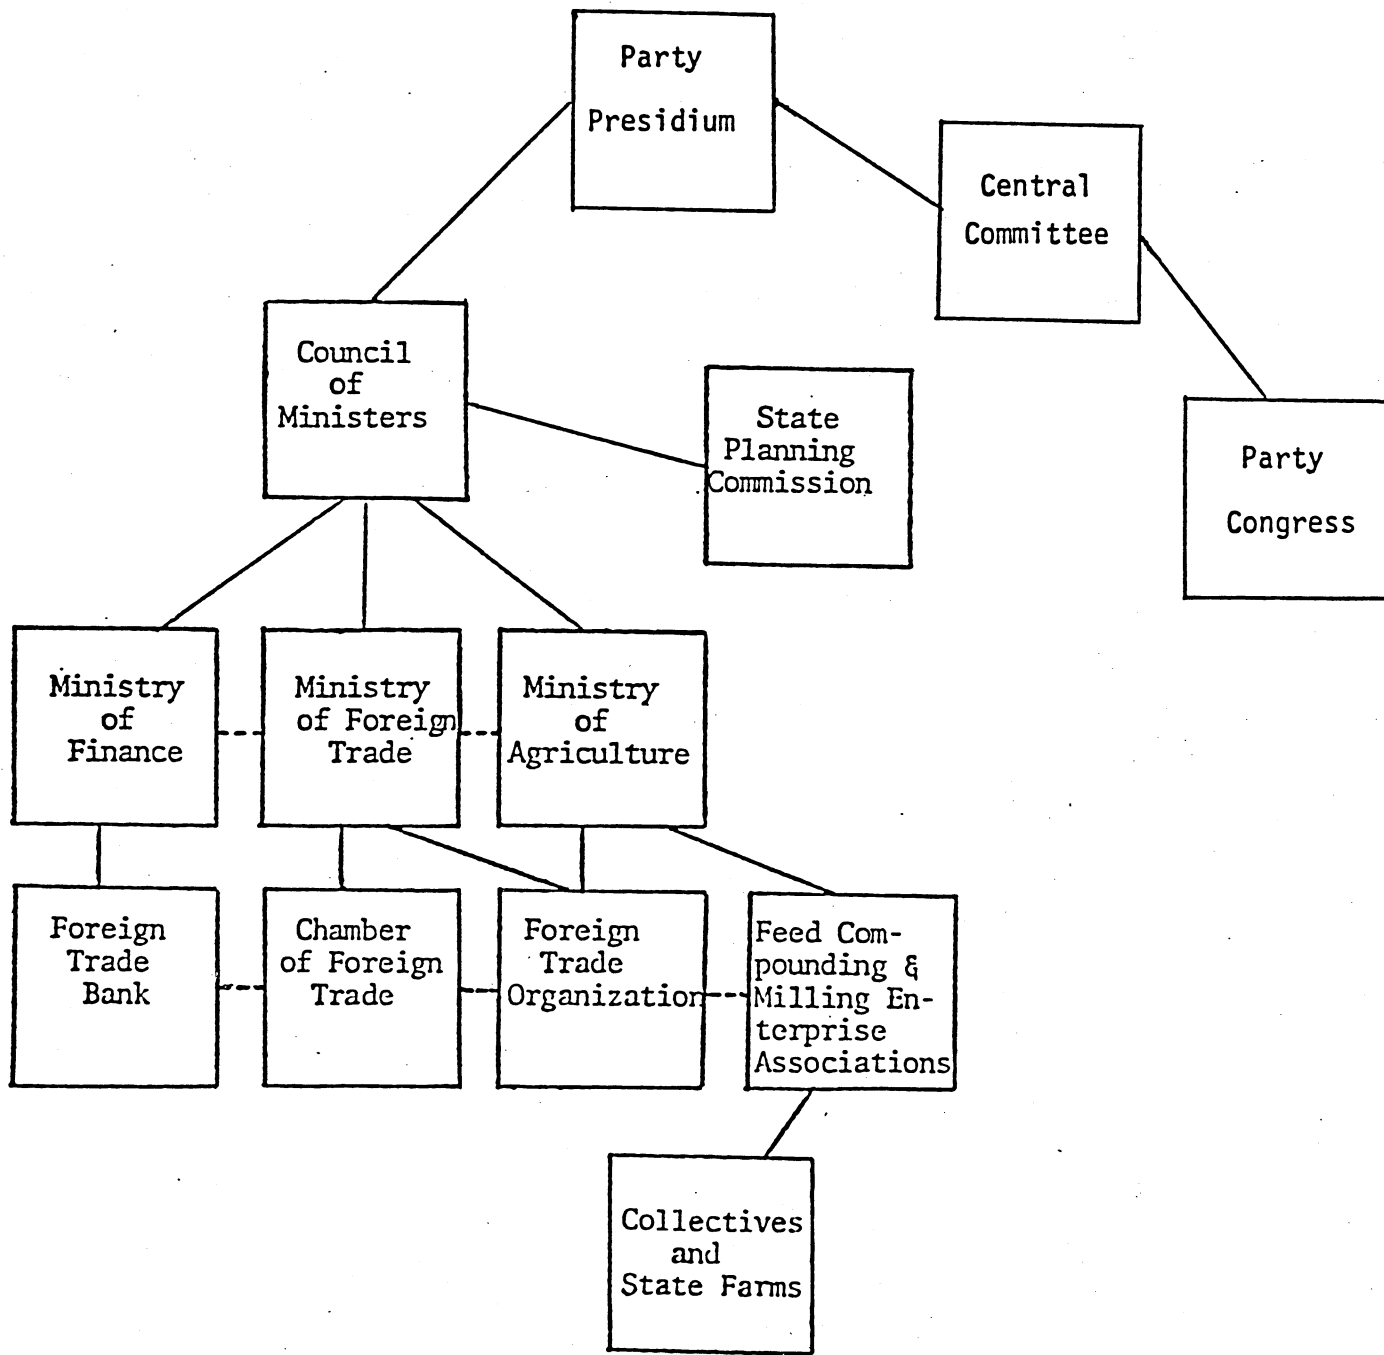 Party
Presidium
Central
Committee
Council
of
Ministers
State
Planning
Commission
Party
Congress
Ministry
of
Finance
Ministry
of Foreign
Trade
Ministry
of
Agriculture
Foreign
Trade
Bank
Chamber
of Foreign
Trade
Foreign
Trade
Organization
Feed Com-
pounding &
Milling En-
terprise
Associations
Collectives
and
State Farms